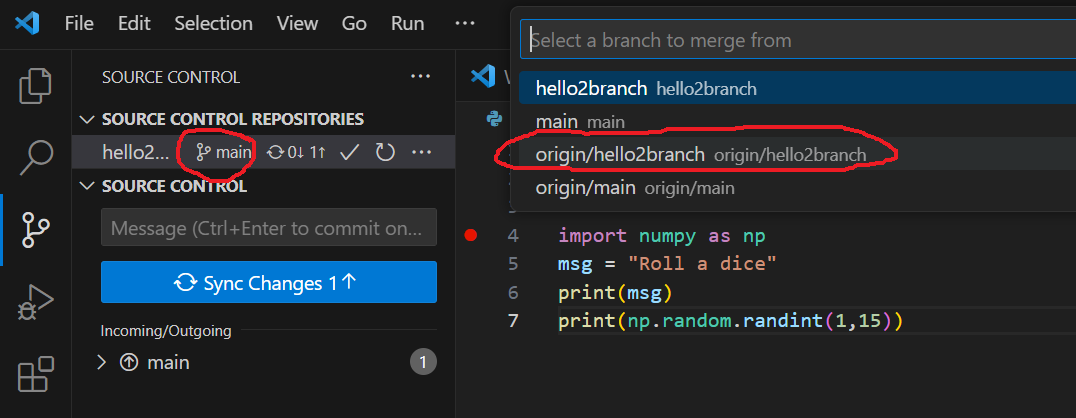 File Edit Selection View Go Run ···
Select a branch to merge from
SOURCE CONTROL ···
hello2branch hello2branch
SOURCE CONTROL REPOSITORIES
main main
hello2... main 0↓ 1↑ ···
origin/hello2branch origin/hello2branch
SOURCE CONTROL
origin/main origin/main
Message (Ctrl+Enter to commit on...
4 import numpy as np
5 msg = "Roll a dice"
Sync Changes 1↑
6 print(msg)
7 print(np.random.randint(1,15))
Incoming/Outgoing
main 1